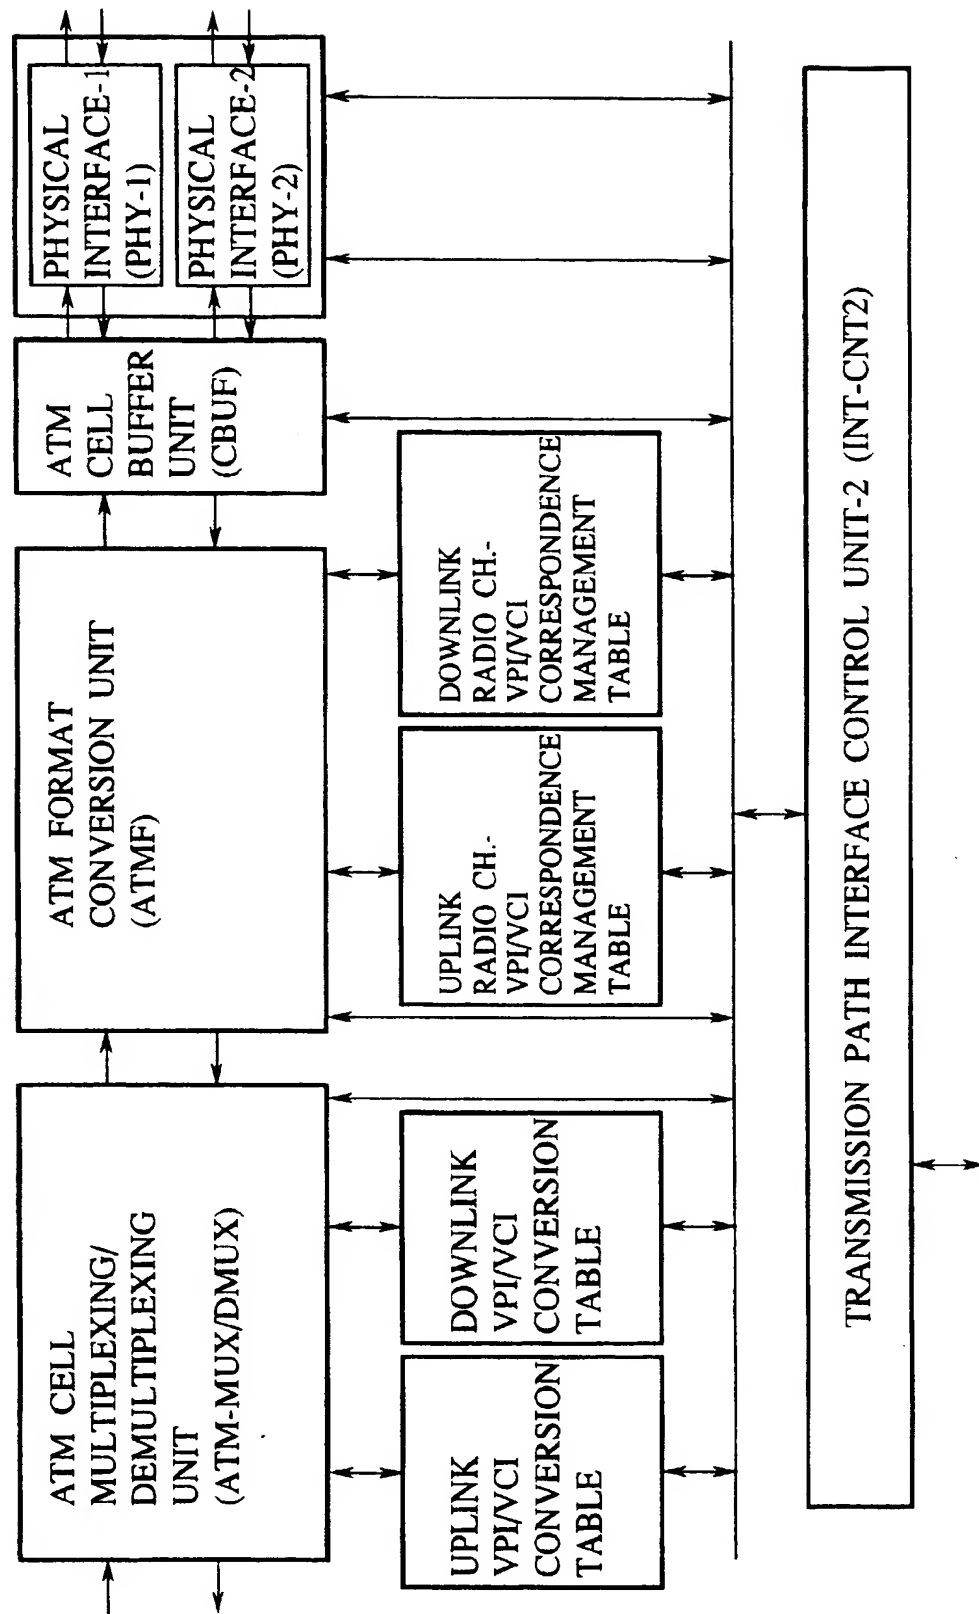 ATM CELL
MULTIPLEXING/
DEMULTIPLEXING
UNIT
(ATM-MUX/DMUX)
ATM FORMAT
CONVERSION UNIT
(ATMF)
ATM
CELL
BUFFER
UNIT
(CBUF)
PHYSICAL
INTERFACE-1
(PHY-1)
PHYSICAL
INTERFACE-2
(PHY-2)
UPLINK
VPI/VCI
CONVERSION
TABLE
DOWNLINK
VPI/VCI
CONVERSION
TABLE
UPLINK
RADIO CH.-
VPI/VCI
CORRESPONDENCE
MANAGEMENT
TABLE
DOWNLINK
RADIO CH.-
VPI/VCI
CORRESPONDENCE
MANAGEMENT
TABLE
TRANSMISSION PATH INTERFACE CONTROL UNIT-2 (INT-CNT2)